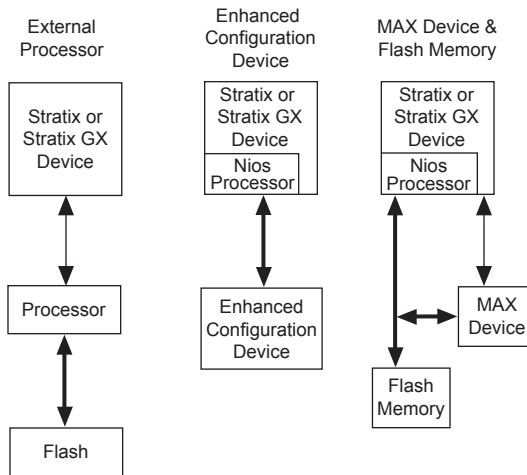 External
Processor
Stratix or
Stratix GX
Device
Processor
Flash
Enhanced
Configuration
Device
Stratix or
Stratix GX
Device
Nios
Processor
Enhanced
Configuration
Device
MAX Device &
Flash Memory
Stratix or
Stratix GX
Device
Nios
Processor
MAX
Device
Flash
Memory